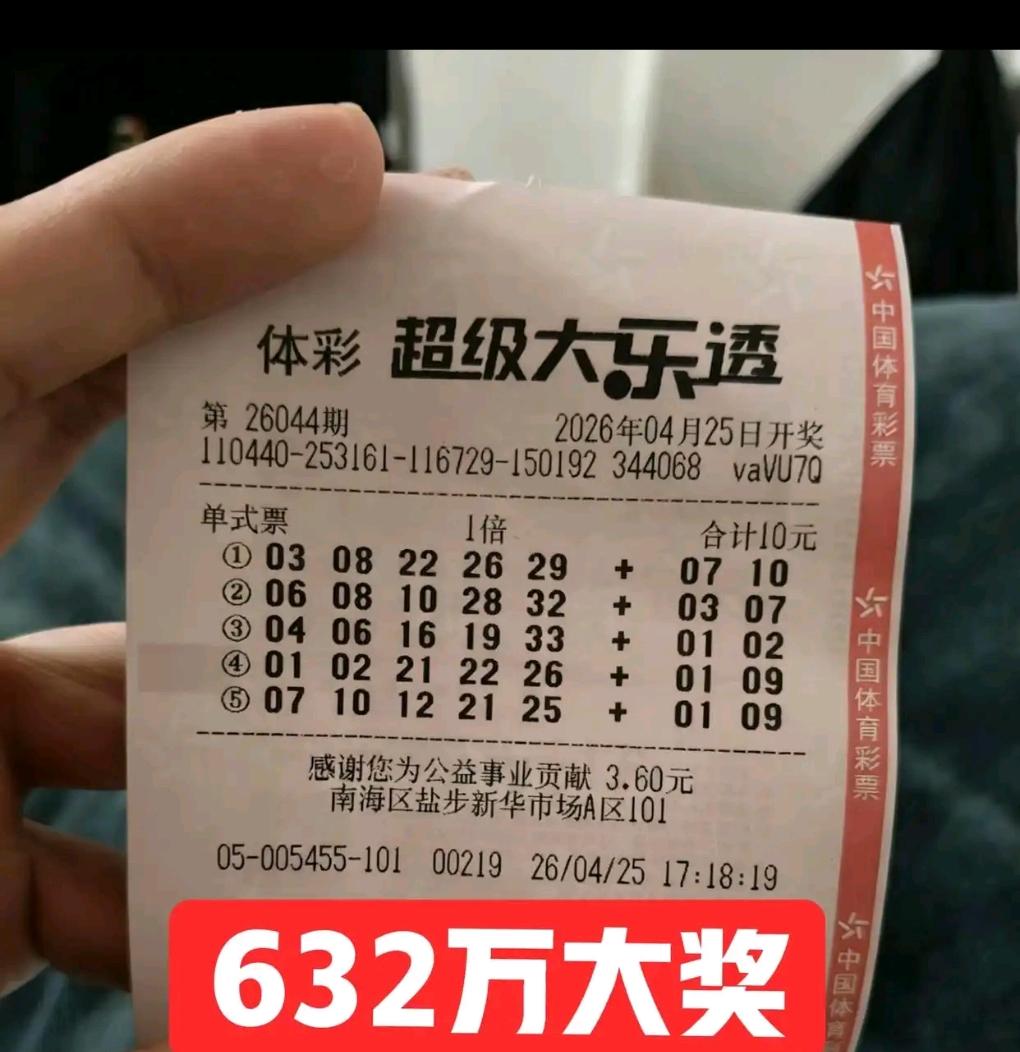 体彩 超级大乐透
第 26044期 2026年04月25日开奖
110440-253161-116729-150192 344068 vaVU7Q
单式票 1倍 合计10元
① 03 08 22 26 29 + 07 10
② 06 08 10 28 32 + 03 07
③ 04 06 16 19 33 + 01 02
④ 01 02 21 22 26 + 01 09
⑤ 07 10 12 21 25 + 01 09
感谢您为公益事业贡献 3.60元
南海区盐步新华市场A区101
05-005455-101 00219 26/04/25 17:18:19
632万大奖
中国体育彩票
中国体育彩票
中国体育